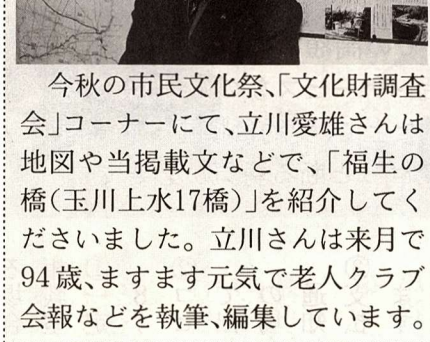 今秋の市民文化祭、「文化財調査
会」コーナーにて、立川愛雄さんは
地図や当掲載文などで、「福生の
橋(玉川上水17橋)」を紹介してく
ださいました。立川さんは来月で
94歳、ますます元気で老人クラブ
会報などを執筆、編集しています。